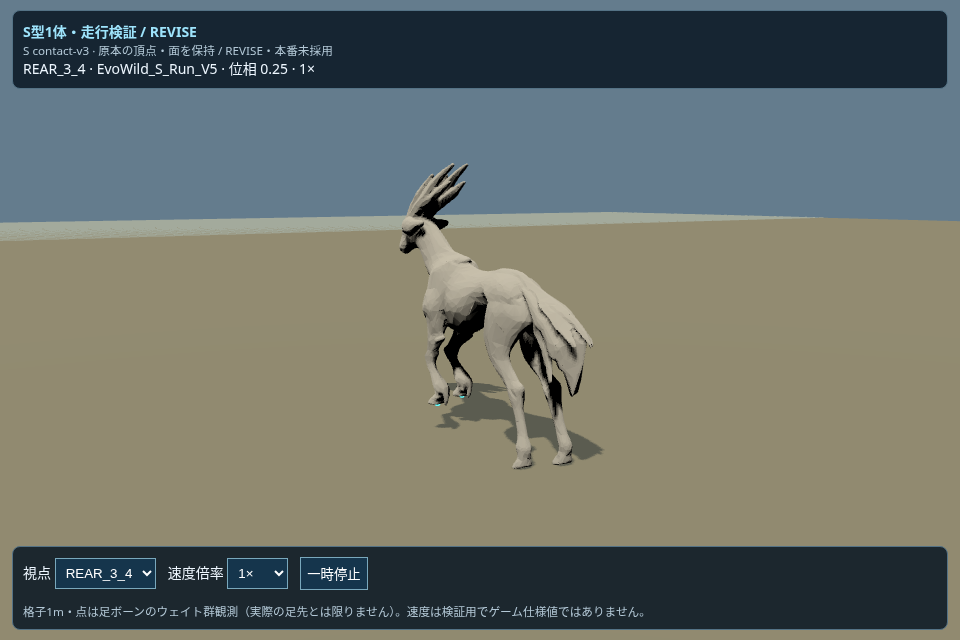 S型1体・走行検証 / REVISE
S contact-v3 · 原本の頂点・面を保持 / REVISE・本番未採用
REAR_3_4 · EvoWild_S_Run_V5 · 位相 0.25 · 1×
視点 REAR_3_4 速度倍率 1× 一時停止
格子1m・点は足ボーンのウェイト群観測（実際の足先とは限りません）。速度は検証用でゲーム仕様値ではありません。